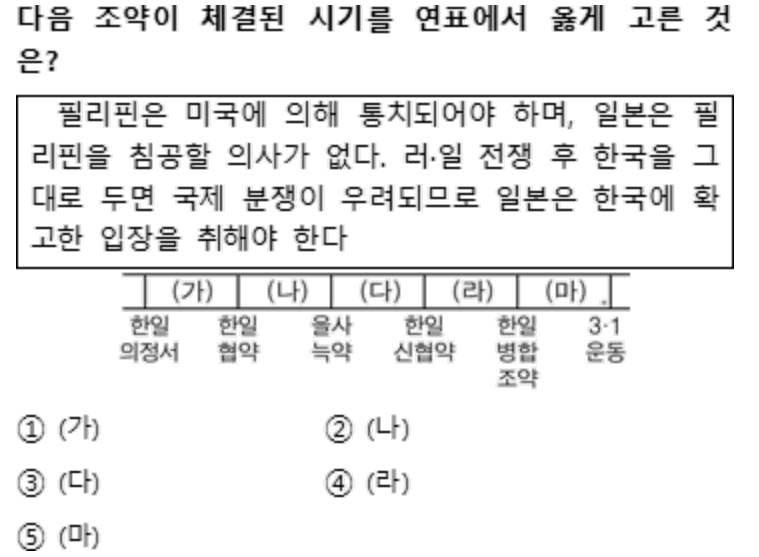 다음 조약이 체결된 시기를 연표에서 옳게 고른 것
은?
필리핀은 미국에 의해 통치되어야 하며, 일본은 필
리핀을 침공할 의사가 없다. 러·일 전쟁 후 한국을 그
대로 두면 국제 분쟁이 우려되므로 일본은 한국에 확
고한 입장을 취해야 한다
(가) (나) (다) (라) (마)
한일 한일 을사 한일 한일 3·1
의정서 협약 늑약 신협약 병합 운동
조약
① (가) ② (나)
③ (다) ④ (라)
⑤ (마)